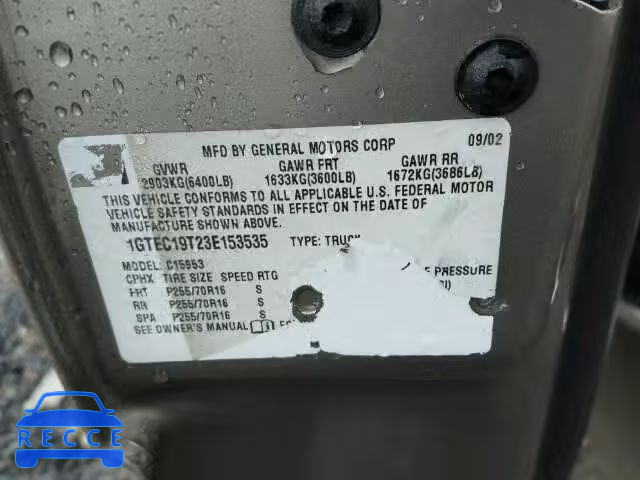 MFD BY GENERAL MOTORS CORP 09/02
GVWR GAWR FRT GAWR RR
2903KG(6400LB) 1633KG(3600LB) 1672KG(3686LB)
THIS VEHICLE CONFORMS TO ALL APPLICABLE U.S. FEDERAL MOTOR
VEHICLE SAFETY STANDARDS IN EFFECT ON THE DATE OF
MANUFACTURE SHOWN ABOVE.
1GTEC19T23E153535 TYPE: TRUCK
MODEL: C15953
CPHX TIRE SIZE SPEED RTG PRESSURE
FRT P255/70R16 S
RR P255/70R16 S
SPA P255/70R16 S
SEE OWNER'S MANUAL
RECCE